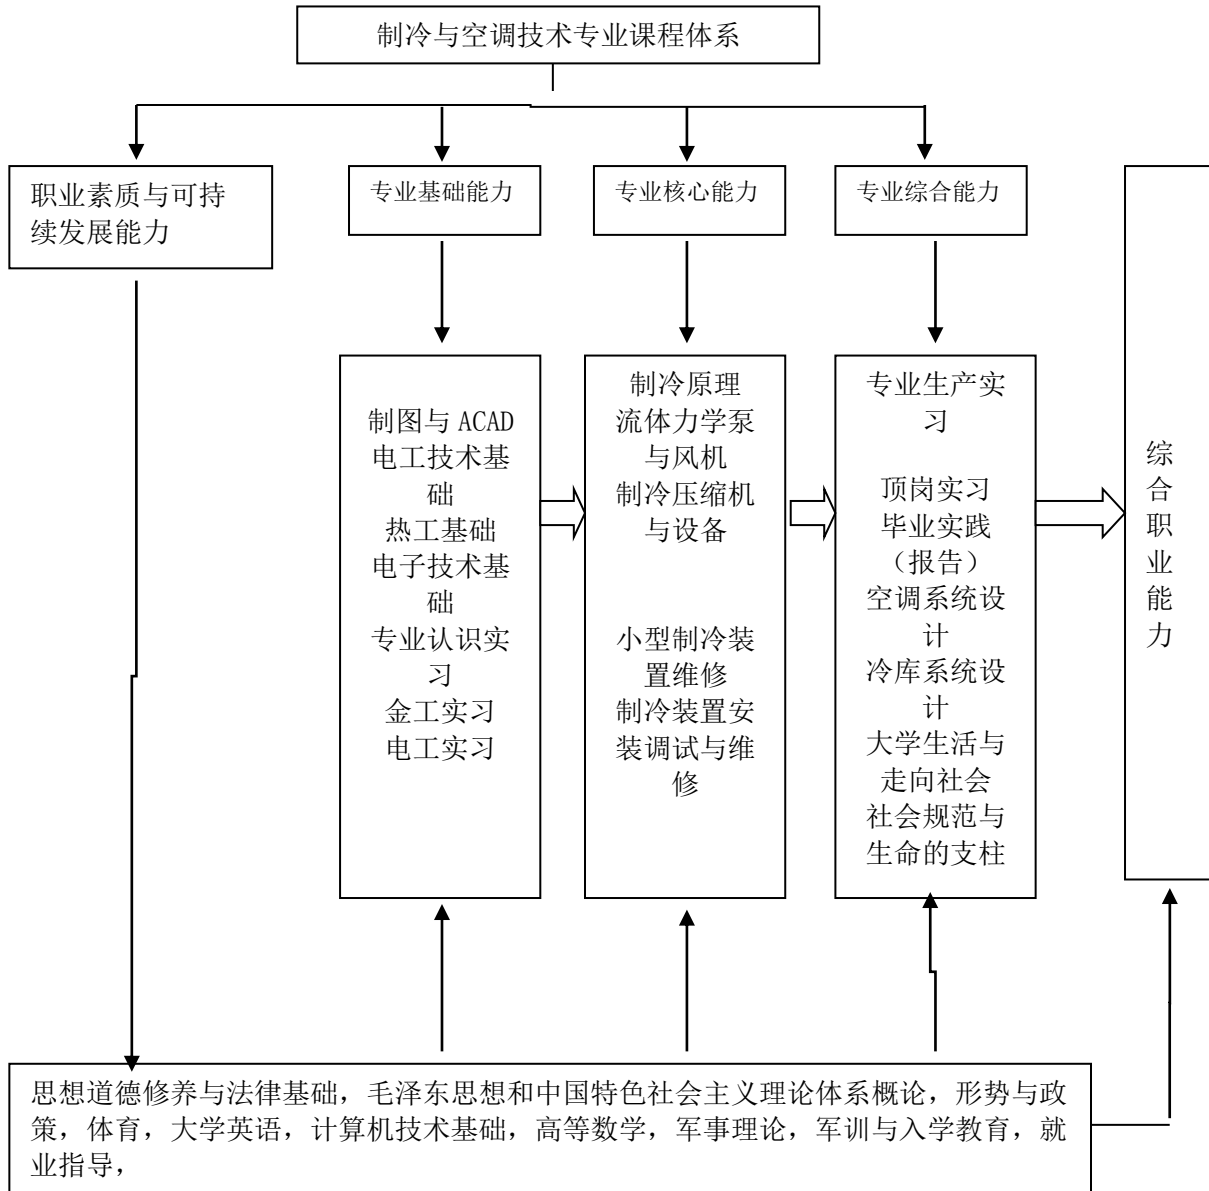 制冷与空调技术专业课程体系
职业素质与可持
续发展能力
专业基础能力
专业核心能力
专业综合能力
制图与 ACAD
电工技术基
础
热工基础
电子技术基
础
专业认识实
习
金工实习
电工实习
制冷原理
流体力学泵
与风机
制冷压缩机
与设备
小型制冷装
置维修
制冷装置安
装调试与维
修
专业生产实
习
顶岗实习
毕业实践
（报告）
空调系统设
计
冷库系统设
计
大学生活与
走向社会
社会规范与
生命的支柱
综
合
职
业
能
力
思想道德修养与法律基础，毛泽东思想和中国特色社会主义理论体系概论，形势与政
策，体育，大学英语，计算机技术基础，高等数学，军事理论，军训与入学教育，就
业指导，